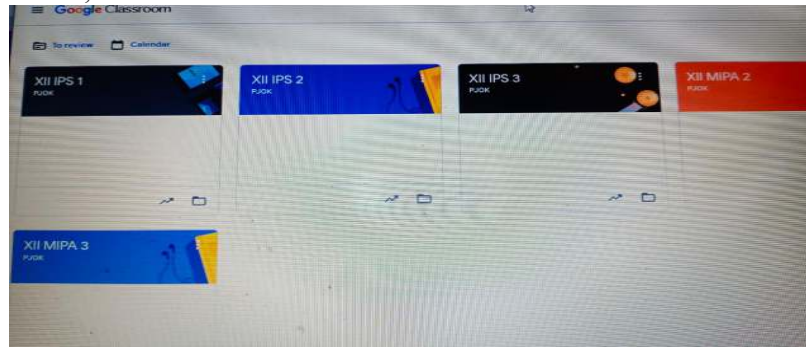 Google Classroom
To review Calendar
XII IPS 1
PJOK
XII IPS 2
PJOK
XII IPS 3
PJOK
XII MIPA 2
PJOK
XII MIPA 3
PJOK